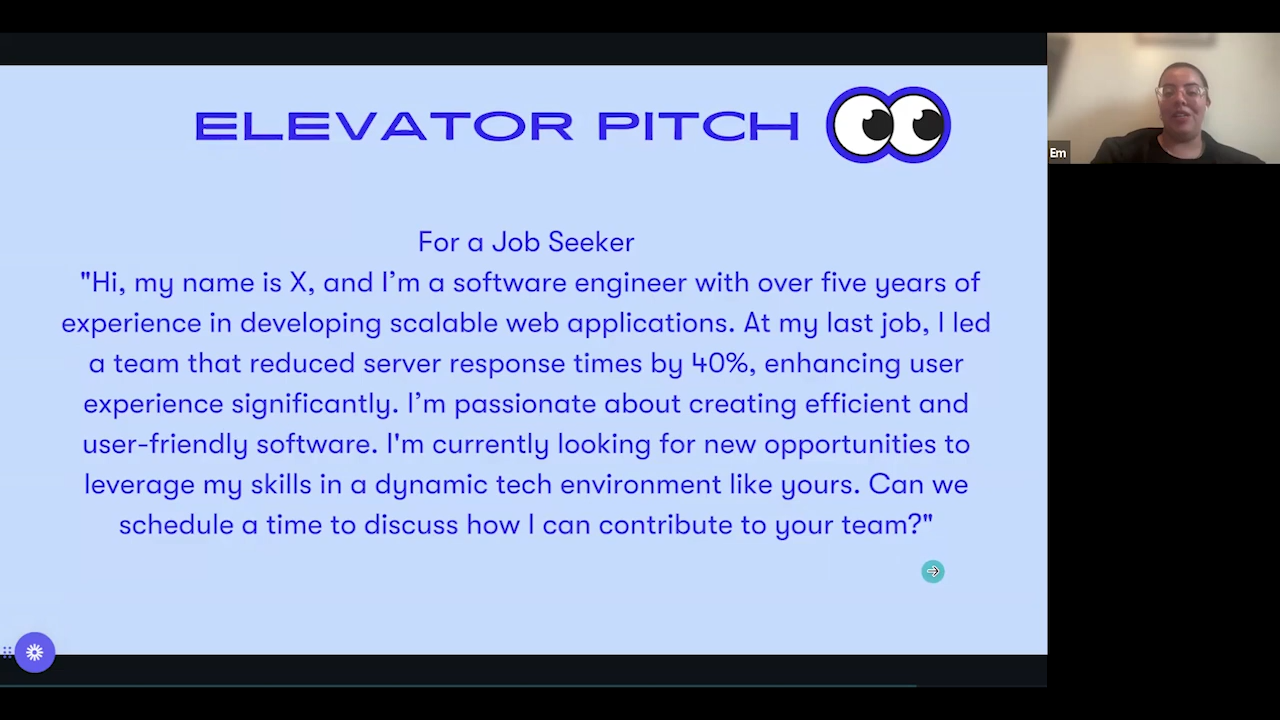 ELEVATOR PITCH
For a Job Seeker
"Hi, my name is X, and I’m a software engineer with over five years of
experience in developing scalable web applications. At my last job, I led
a team that reduced server response times by 40%, enhancing user
experience significantly. I’m passionate about creating efficient and
user-friendly software. I'm currently looking for new opportunities to
leverage my skills in a dynamic tech environment like yours. Can we
schedule a time to discuss how I can contribute to your team?"
Em